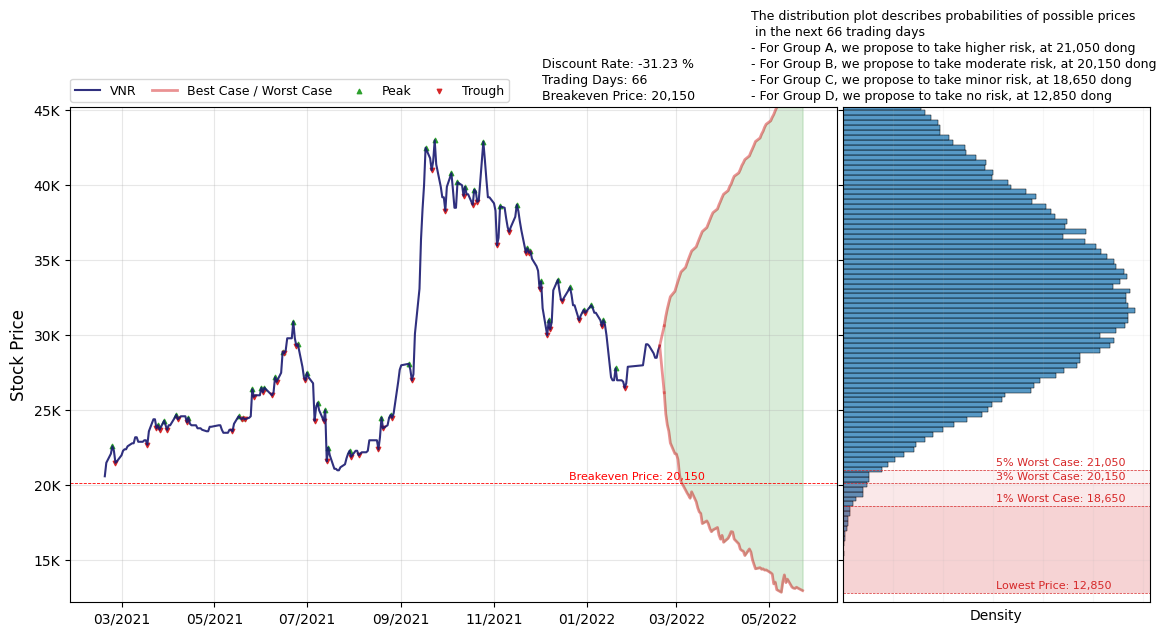 The distribution plot describes probabilities of possible prices
in the next 66 trading days
- For Group A, we propose to take higher risk, at 21,050 dong
- For Group B, we propose to take moderate risk, at 20,150 dong
- For Group C, we propose to take minor risk, at 18,650 dong
- For Group D, we propose to take no risk, at 12,850 dong
Discount Rate: -31.23 %
Trading Days: 66
Breakeven Price: 20,150
VNR
Best Case / Worst Case
Peak
Trough
Stock Price
45K
40K
35K
30K
25K
20K
15K
Breakeven Price: 20,150
03/2021
05/2021
07/2021
09/2021
11/2021
01/2022
03/2022
05/2022
5% Worst Case: 21,050
3% Worst Case: 20,150
1% Worst Case: 18,650
Lowest Price: 12,850
Density